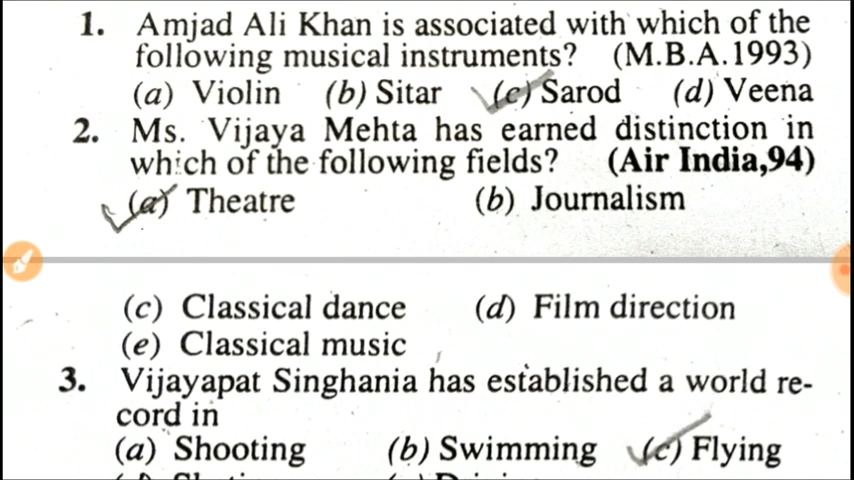 1. Amjad Ali Khan is associated with which of the
following musical instruments? (M.B.A.1993)
(a) Violin (b) Sitar (c) Sarod (d) Veena
2. Ms. Vijaya Mehta has earned distinction in
which of the following fields? (Air India,94)
(a) Theatre (b) Journalism
(c) Classical dance (d) Film direction
(e) Classical music
3. Vijayapat Singhania has established a world re-
cord in
(a) Shooting (b) Swimming (c) Flying